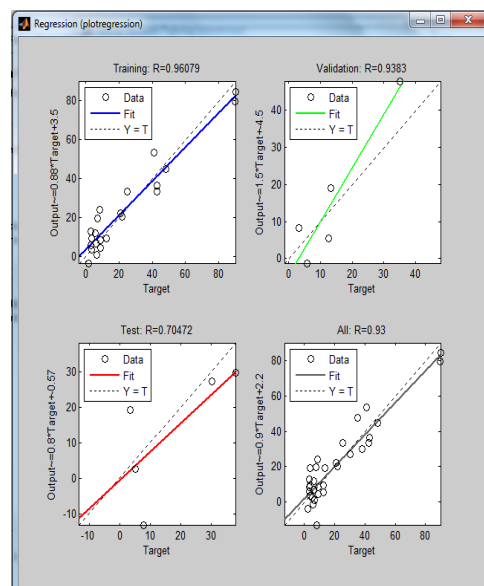 Regression (plotregression)
Training: R=0.96079
Output~=0.88*Target+3.5
Data
Fit
Y = T
80
60
40
20
0
0
20
40
60
80
Target
Validation: R=0.9383
Output~=1.5*Target+-4.5
Data
Fit
Y = T
40
30
20
10
0
0
10
20
30
40
Target
Test: R=0.70472
Output~=0.8*Target+-0.57
Data
Fit
Y = T
30
20
10
0
-10
-10
0
10
20
30
Target
All: R=0.93
Output~=0.9*Target+2.2
Data
Fit
Y = T
80
60
40
20
0
0
20
40
60
80
Target